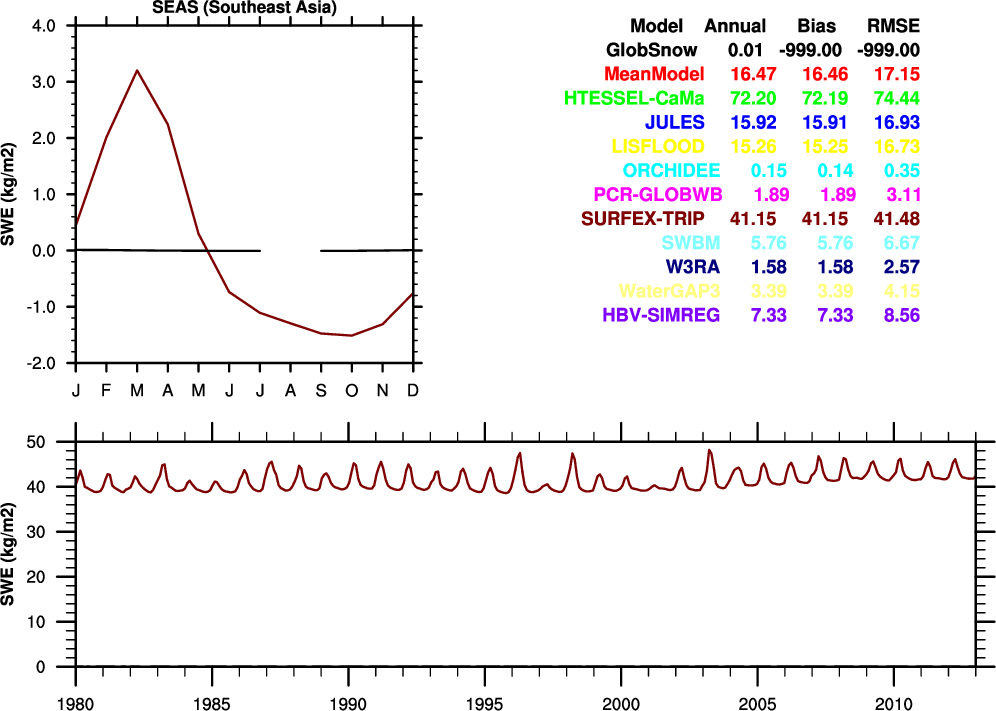 SEAS (Southeast Asia)
4.0
3.0
2.0
1.0
0.0
-1.0
-2.0
SWE (kg/m2)
J F M A M J J A S O N D
Model Annual Bias RMSE
GlobSnow 0.01 -999.00 -999.00
MeanModel 16.47 16.46 17.15
HTESSEL-CaMa 72.20 72.19 74.44
JULES 15.92 15.91 16.93
LISFLOOD 15.26 15.25 16.73
ORCHIDEE 0.15 0.14 0.35
PCR-GLOBWB 1.89 1.89 3.11
SURFEX-TRIP 41.15 41.15 41.48
SWBM 5.76 5.76 6.67
W3RA 1.58 1.58 2.57
WaterGAP3 3.39 3.39 4.15
HBV-SIMREG 7.33 7.33 8.56
50
40
30
20
10
0
SWE (kg/m2)
1980 1985 1990 1995 2000 2005 2010